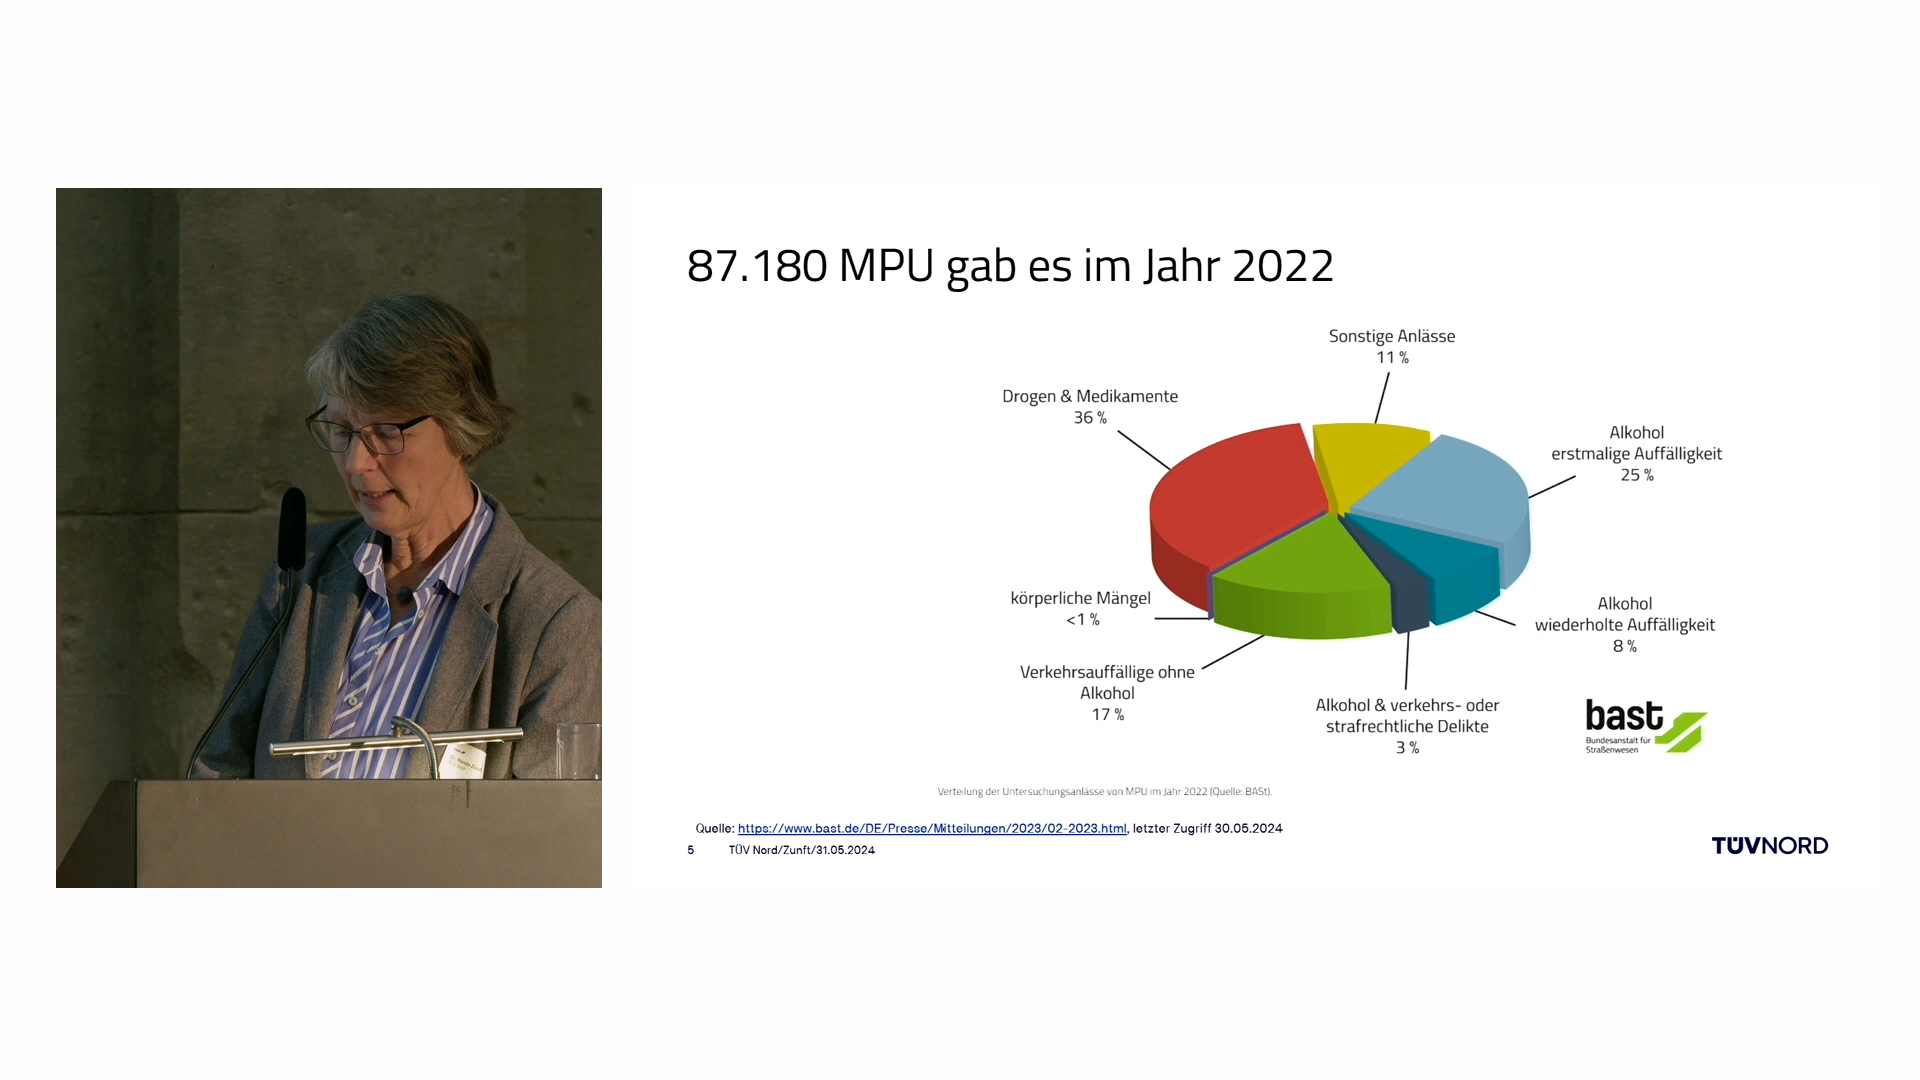 87.180 MPU gab es im Jahr 2022
Sonstige Anlässe
11 %
Drogen & Medikamente
36 %
Alkohol
erstmalige Auffälligkeit
25 %
körperliche Mängel
<1 %
Alkohol
wiederholte Auffälligkeit
8 %
Verkehrsauffällige ohne
Alkohol
17 %
Alkohol & verkehrs- oder
strafrechtliche Delikte
3 %
bast
Bundesanstalt für
Straßenwesen
Verteilung der Untersuchungsanlässe von MPU im Jahr 2022 (Quelle: BASt).
Quelle: https://www.bast.de/DE/Presse/Mitteilungen/2023/02-2023.html, letzter Zugriff 30.05.2024
5 TÜV Nord/Zunft/31.05.2024
TÜVNORD